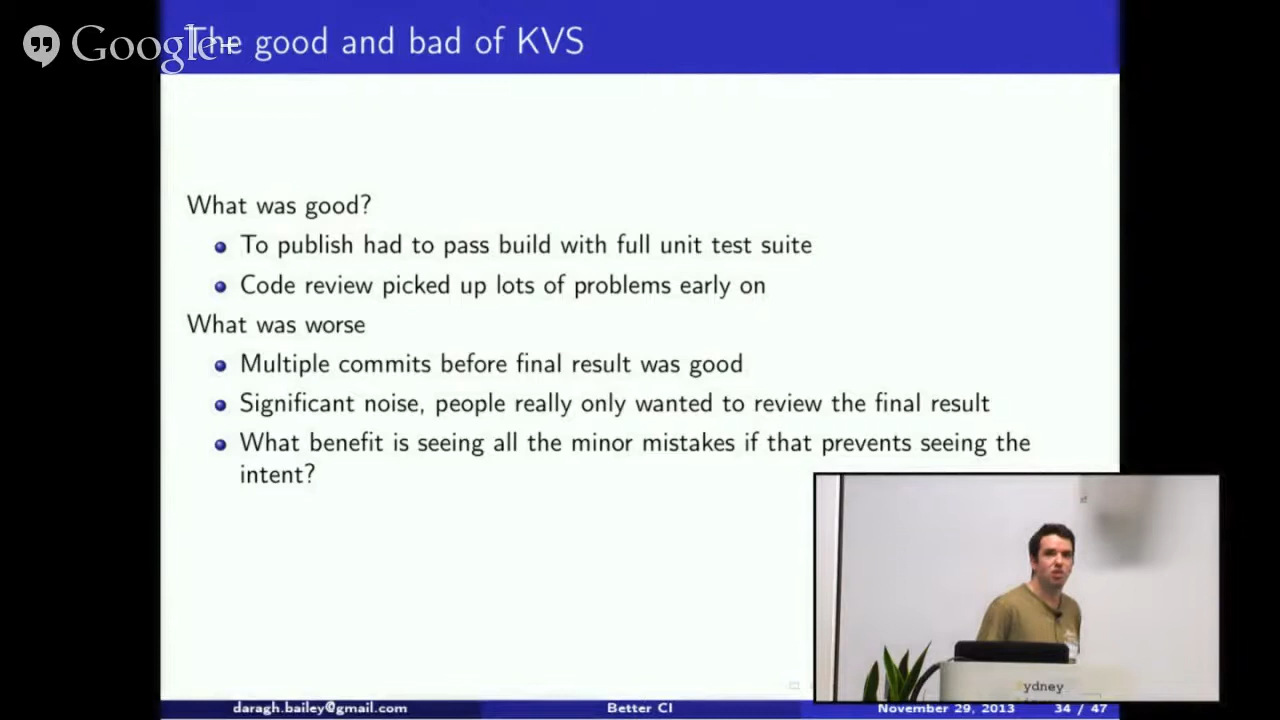 Google+
The good and bad of KVS
What was good?
To publish had to pass build with full unit test suite
Code review picked up lots of problems early on
What was worse
Multiple commits before final result was good
Significant noise, people really only wanted to review the final result
What benefit is seeing all the minor mistakes if that prevents seeing the
intent?
ydney
daragh.bailey@gmail.com Better CI November 29, 2013 34 / 47